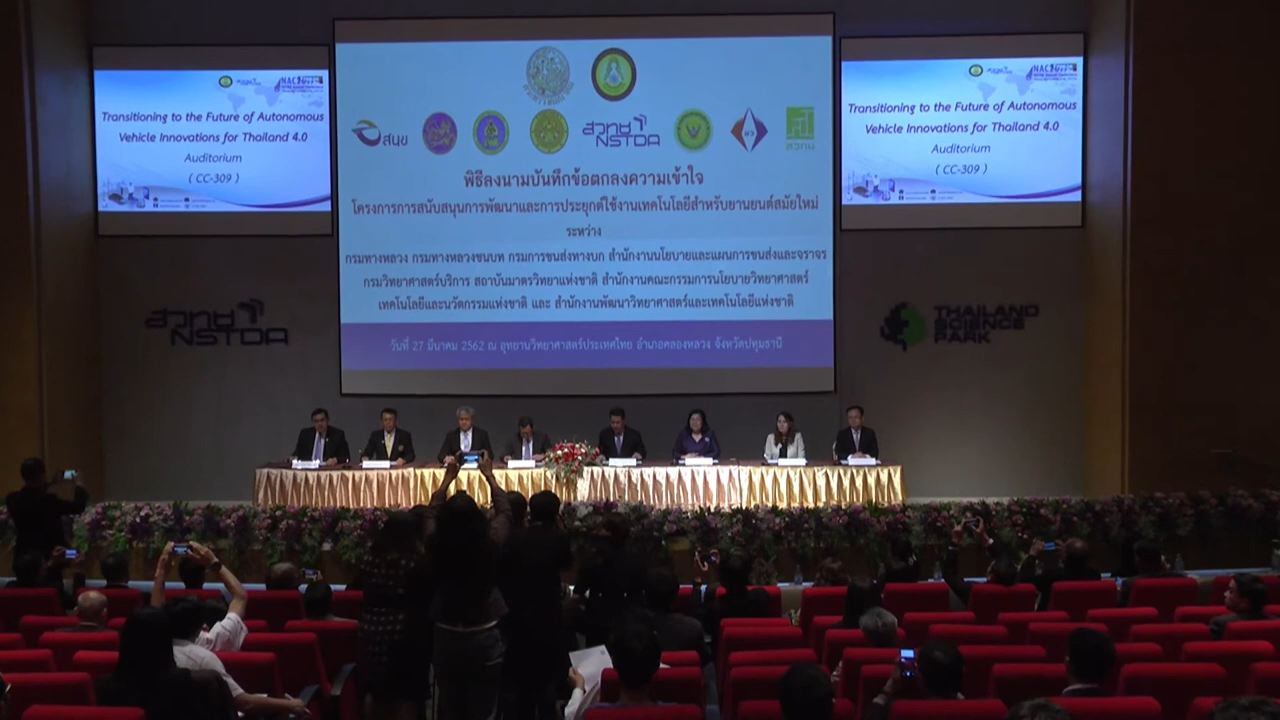 Transitioning to the Future of Autonomous
Vehicle Innovations for Thailand 4.0
Auditorium
( CC-309 )
สนข
สวทช
NSTDA
สวทน
พิธีลงนามบันทึกข้อตกลงความเข้าใจ
โครงการการสนับสนุนการพัฒนาและการประยุกต์ใช้งานเทคโนโลยีสำหรับยานยนต์สมัยใหม่
ระหว่าง
กรมทางหลวง กรมทางหลวงชนบท กรมการขนส่งทางบก สำนักงานนโยบายและแผนการขนส่งและจราจร
กรมวิทยาศาสตร์บริการ สถาบันมาตรวิทยาแห่งชาติ สำนักงานคณะกรรมการนโยบายวิทยาศาสตร์
เทคโนโลยีและนวัตกรรมแห่งชาติ และ สำนักงานพัฒนาวิทยาศาสตร์และเทคโนโลยีแห่งชาติ
วันที่ 27 มีนาคม 2562 ณ อุทยานวิทยาศาสตร์ประเทศไทย อำเภอคลองหลวง จังหวัดปทุมธานี
Transitioning to the Future of Autonomous
Vehicle Innovations for Thailand 4.0
Auditorium
( CC-309 )
สวทช
NSTDA
THAILAND
SCIENCE
PARK